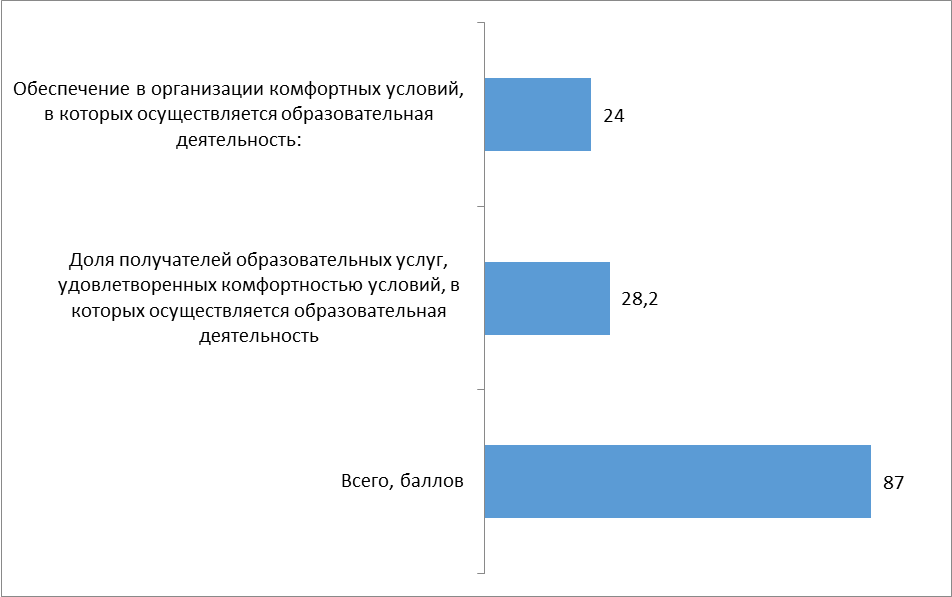 Обеспечение в организации комфортных условий,
в которых осуществляется образовательная
деятельность:
24
Доля получателей образовательных услуг,
удовлетворенных комфортностью условий, в
которых осуществляется образовательная
деятельность
28,2
Всего, баллов
87